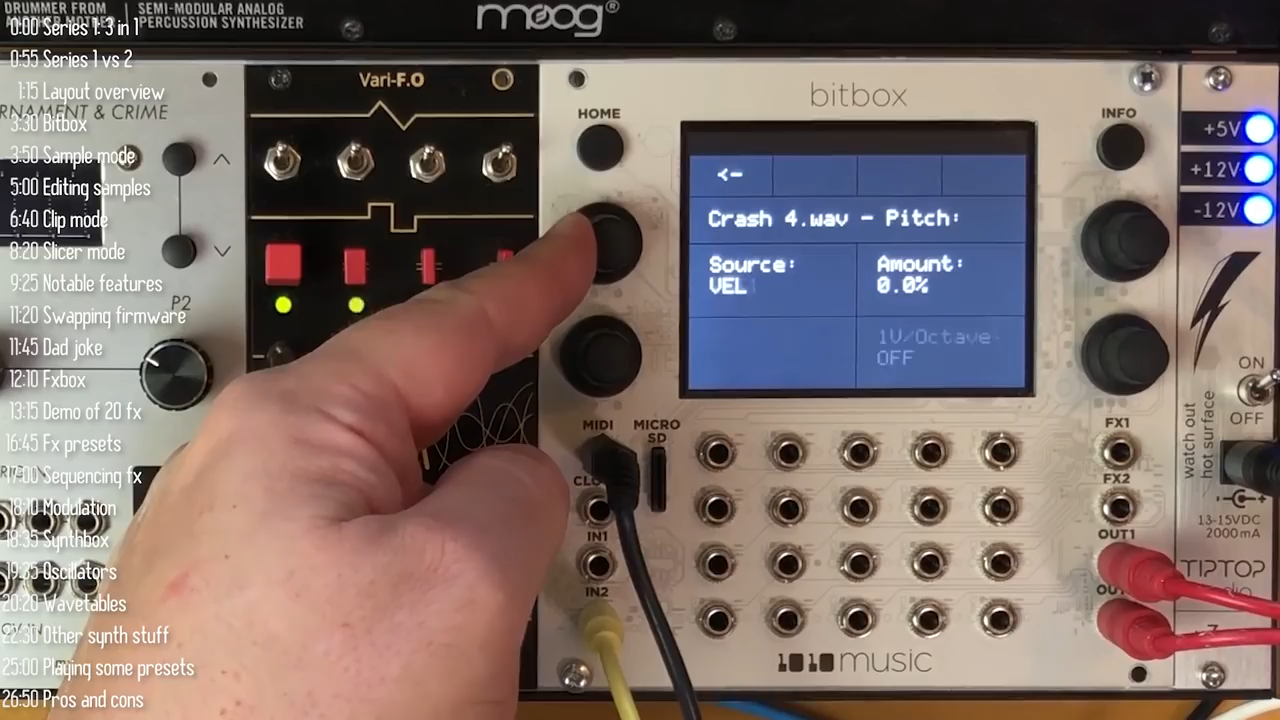 DRUMMER FROM
ANOTHER MOTHER
SEMI-MODULAR ANALOG
PERCUSSION SYNTHESIZER
moog®
0:00 Series 1: 3 in 1
0:55 Series 1 vs 2
1:15 Layout overview
3:30 Bitbox
3:50 Sample mode
5:00 Editing samples
6:40 Clip mode
8:20 Slicer mode
9:25 Notable features
11:20 Swapping firmware
11:45 Dad joke
12:10 Fxbox
13:15 Demo of 20 fx
16:45 Fx presets
17:00 Sequencing fx
18:10 Modulation
18:35 Synthbox
19:35 Oscillators
20:20 Wavetables
22:30 Other synth stuff
25:00 Playing some presets
26:50 Pros and cons
RNAMENT & CRIME
P2
Vari-F.O
bitbox
HOME
INFO
<-
Crash 4.wav - Pitch:
Source:
VEL
Amount:
0.0%
1V/Octave
OFF
MIDI
MICRO
SD
IN1
IN2
FX1
FX2
OUT1
1010music
+5V
+12V
-12V
ON
OFF
watch out
hot surface
13-15VDC
2000mA
TIPTOP